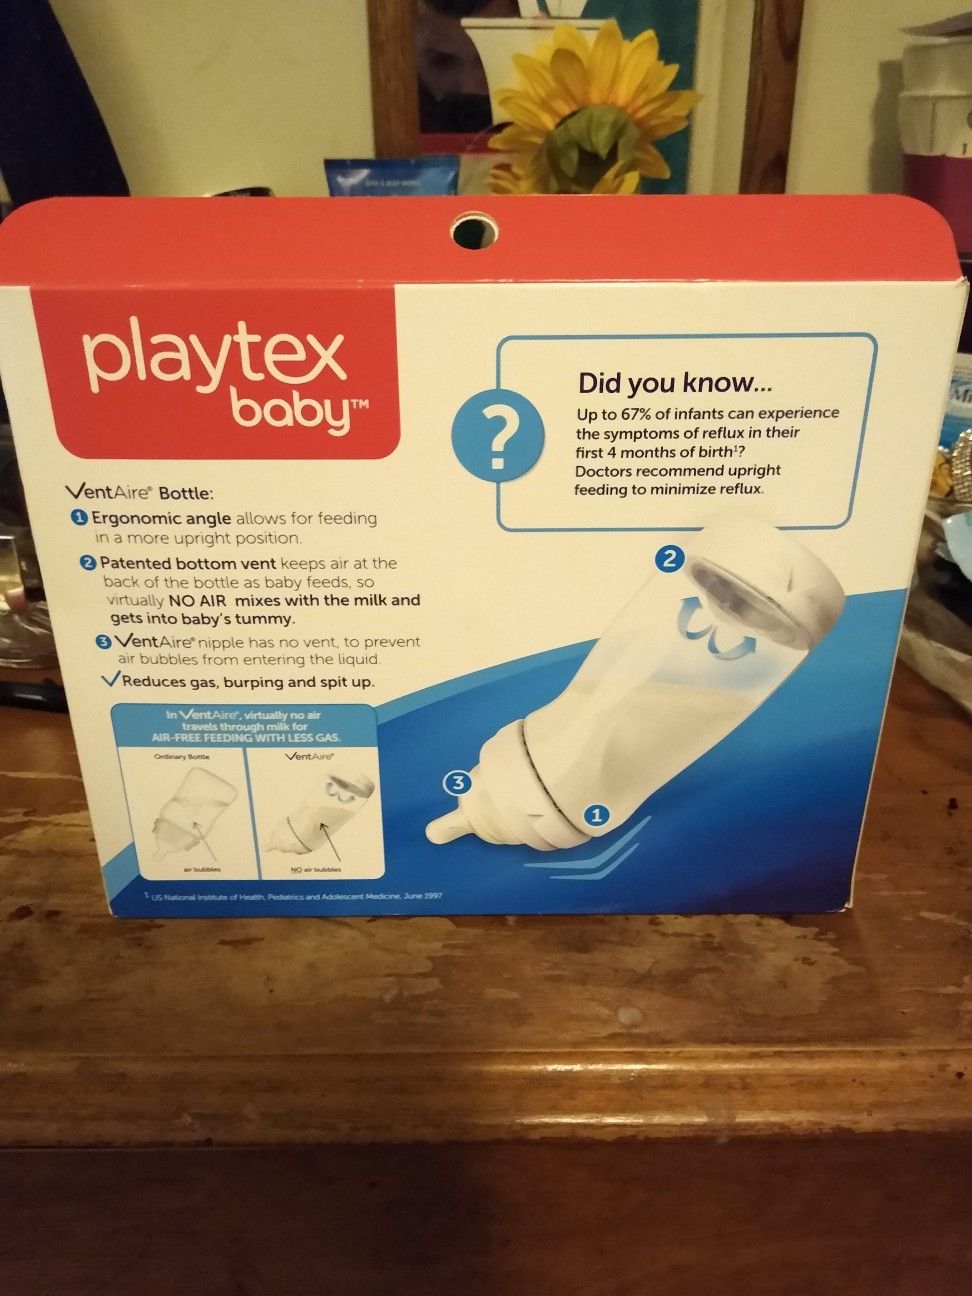 playtex
baby™
?
Did you know...
Up to 67% of infants can experience
the symptoms of reflux in their
first 4 months of birth¹?
Doctors recommend upright
feeding to minimize reflux.
VentAire® Bottle:
1 Ergonomic angle allows for feeding
in a more upright position.
2 Patented bottom vent keeps air at the
back of the bottle as baby feeds, so
virtually NO AIR mixes with the milk and
gets into baby's tummy.
3 VentAire® nipple has no vent, to prevent
air bubbles from entering the liquid.
✓Reduces gas, burping and spit up.
2
3
1
In VentAire®, virtually no air
travels through milk for
AIR-FREE FEEDING WITH LESS GAS.
Ordinary Bottle
VentAire®
air bubbles
NO air bubbles
1. US National Institute of Health, Pediatrics and Adolescent Medicine, June 1997